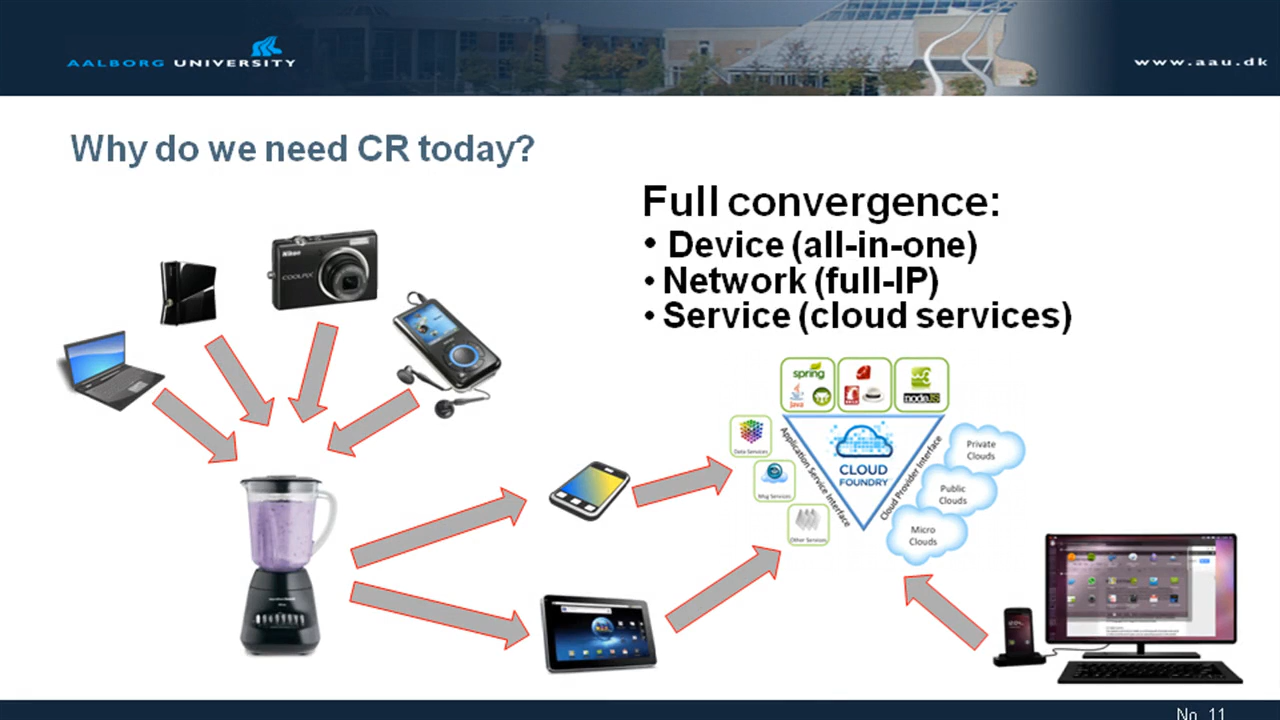 AALBORG UNIVERSITY
www.aau.dk
Why do we need CR today?
Full convergence:
• Device (all-in-one)
• Network (full-IP)
• Service (cloud services)
Nikon
COOLPIX
spring
Java
node.js
Data Services
Msg Services
Other Services
Application Service Interface
CLOUD
FOUNDRY
Cloud Provider Interface
Private
Clouds
Public
Clouds
Micro
Clouds
No. 11